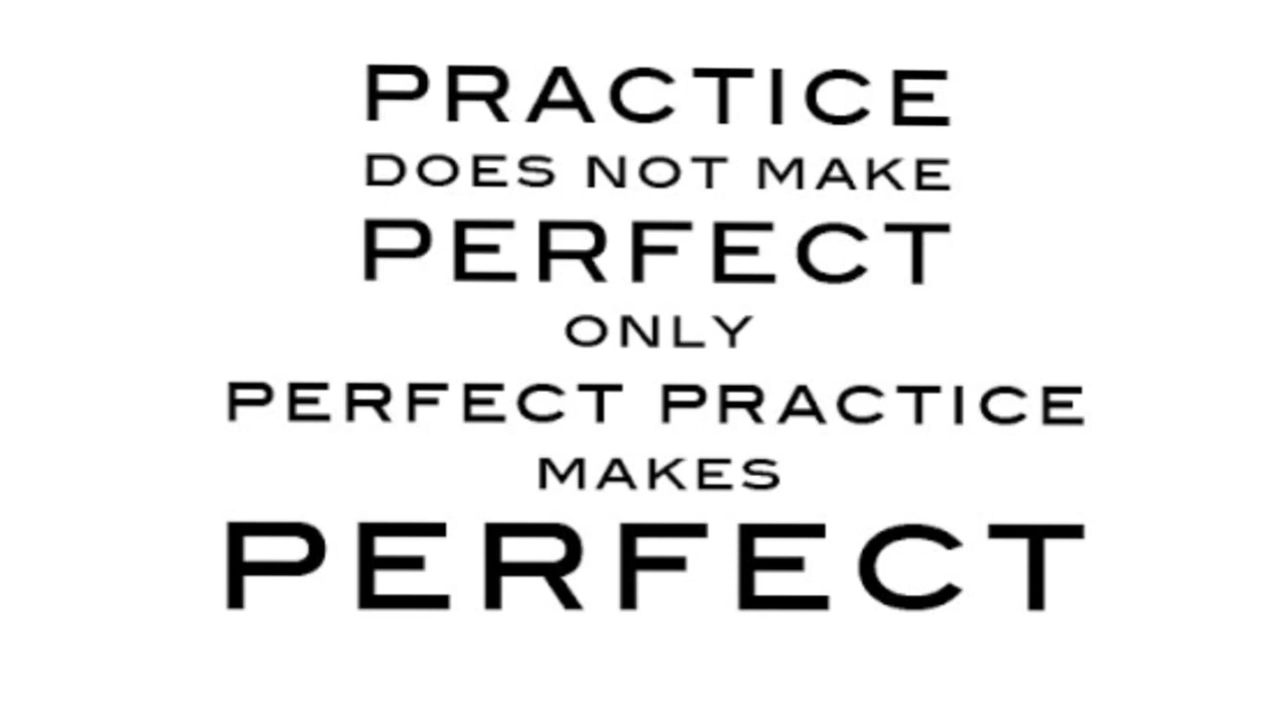 PRACTICE
DOES NOT MAKE
PERFECT
ONLY
PERFECT PRACTICE
MAKES
PERFECT